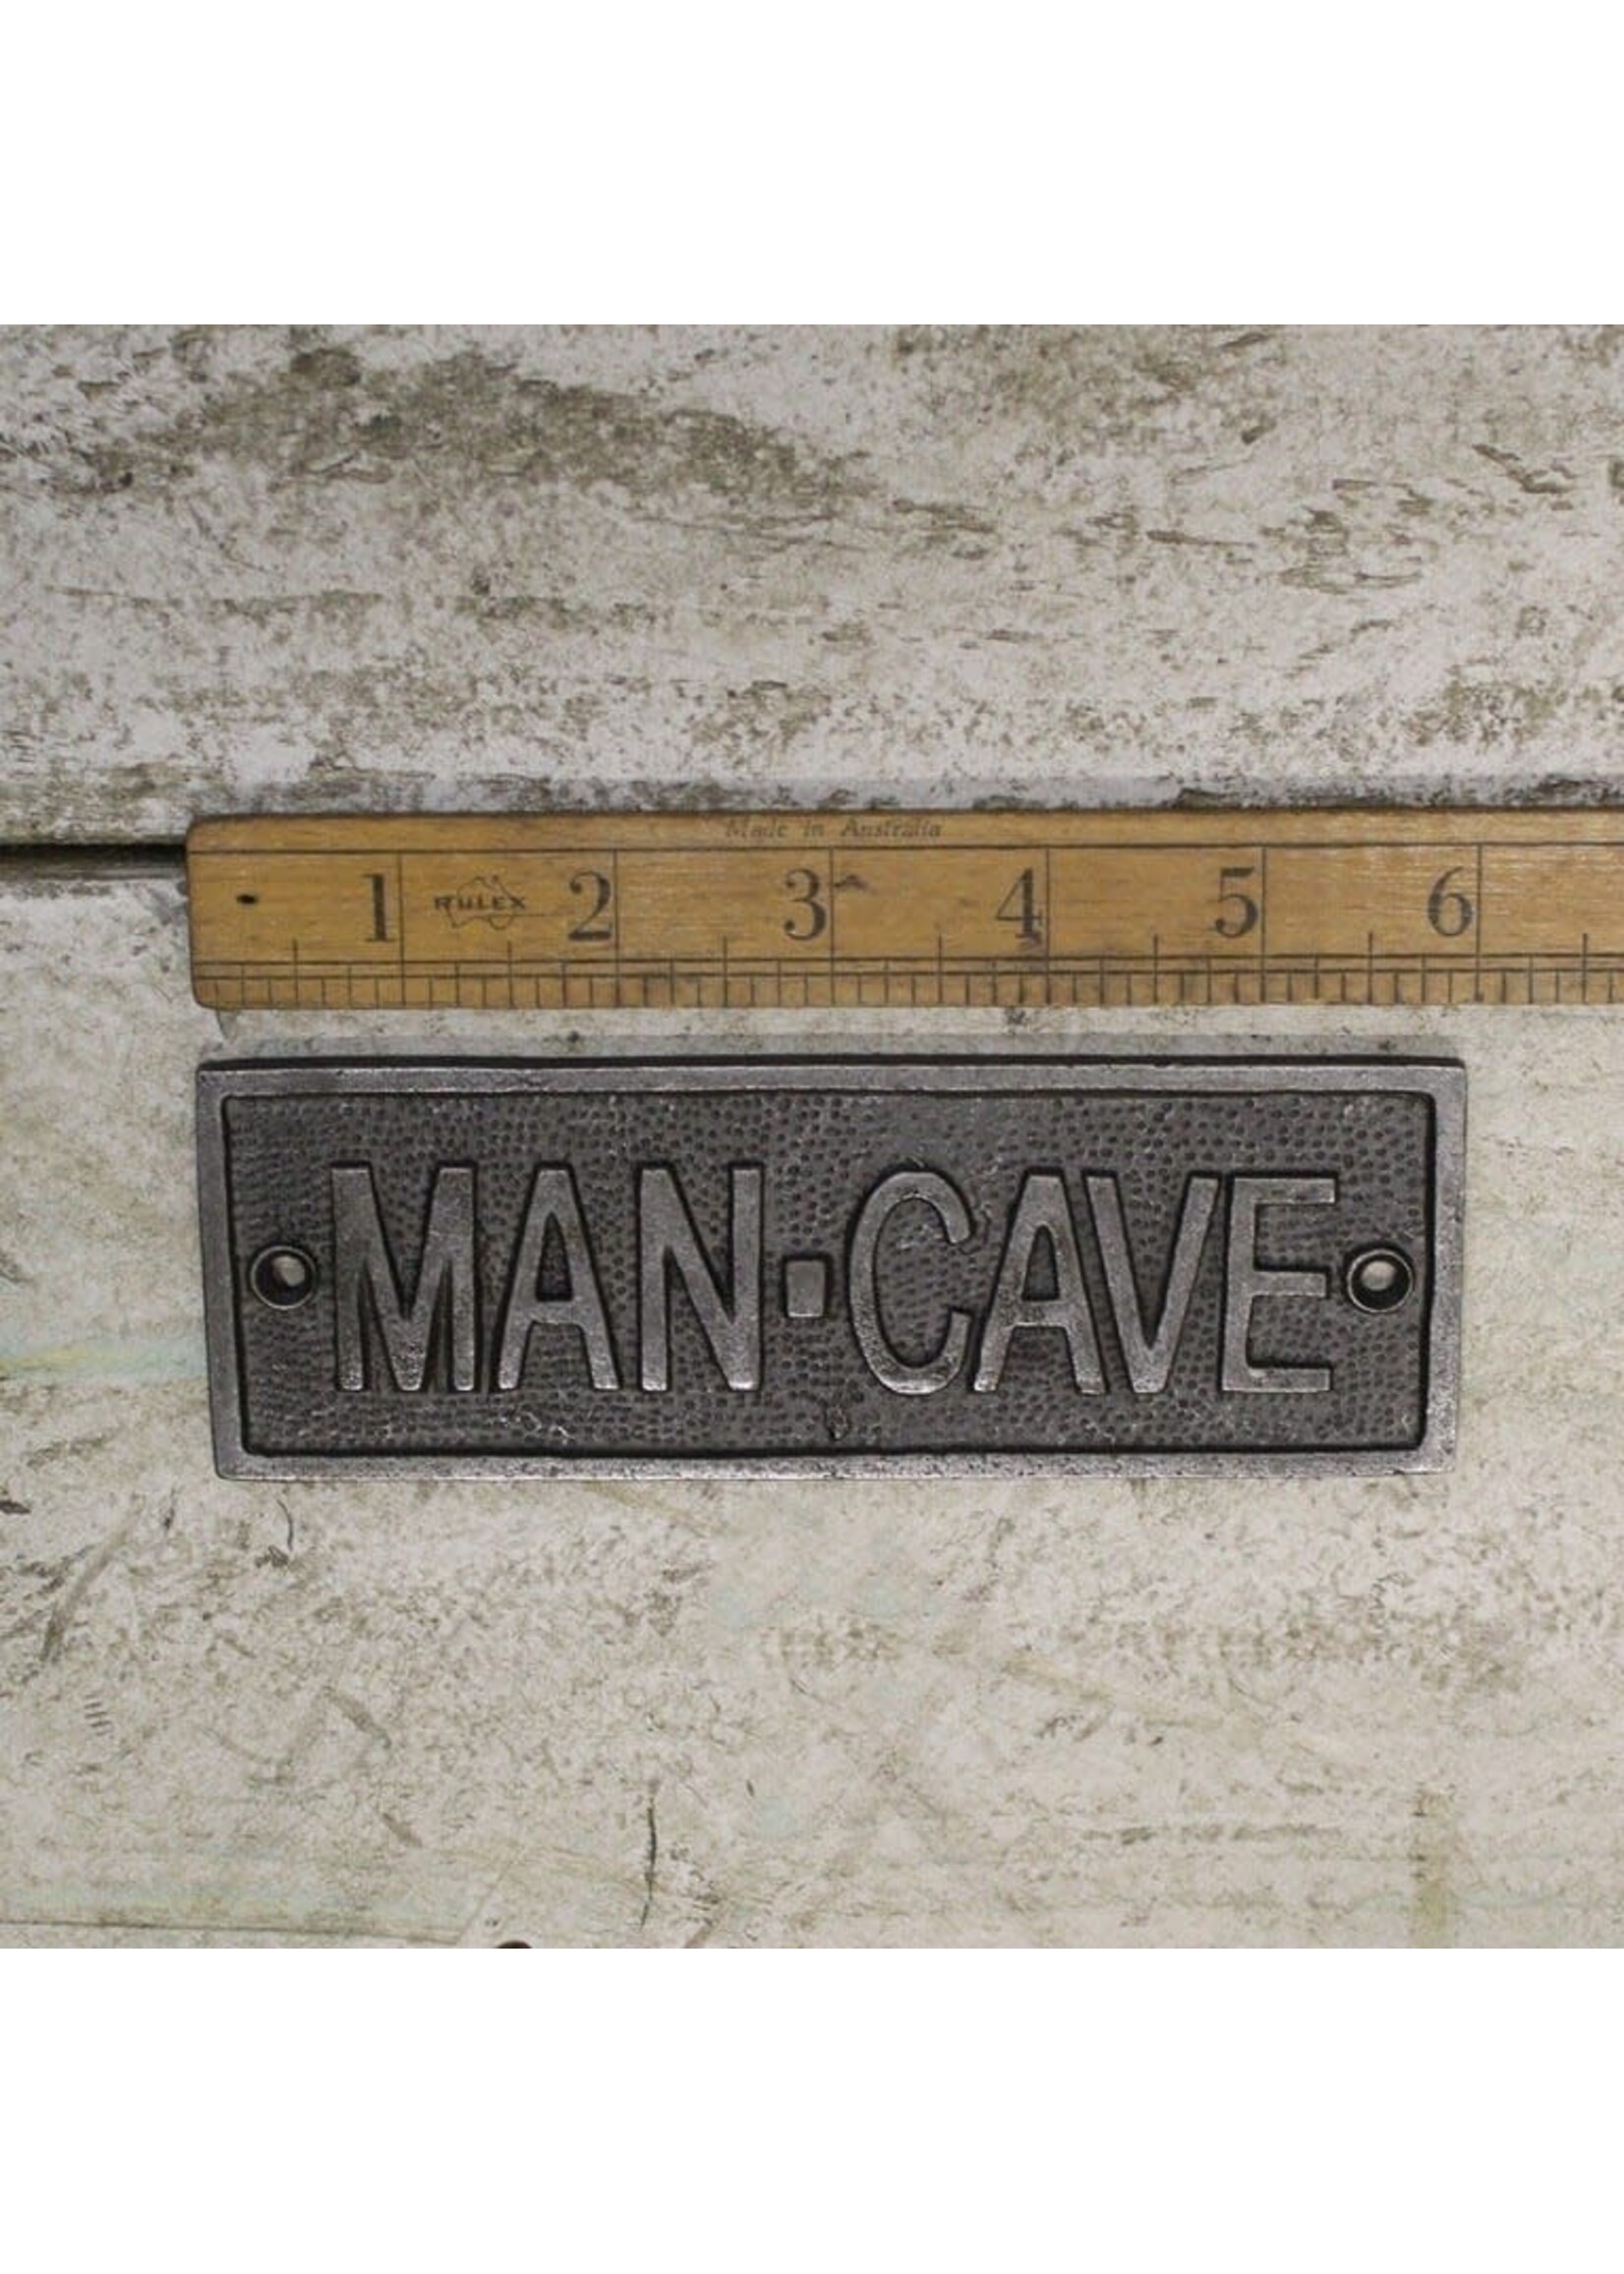 Made in Australia
1 RULEX 2 3 4 5 6
MAN·CAVE